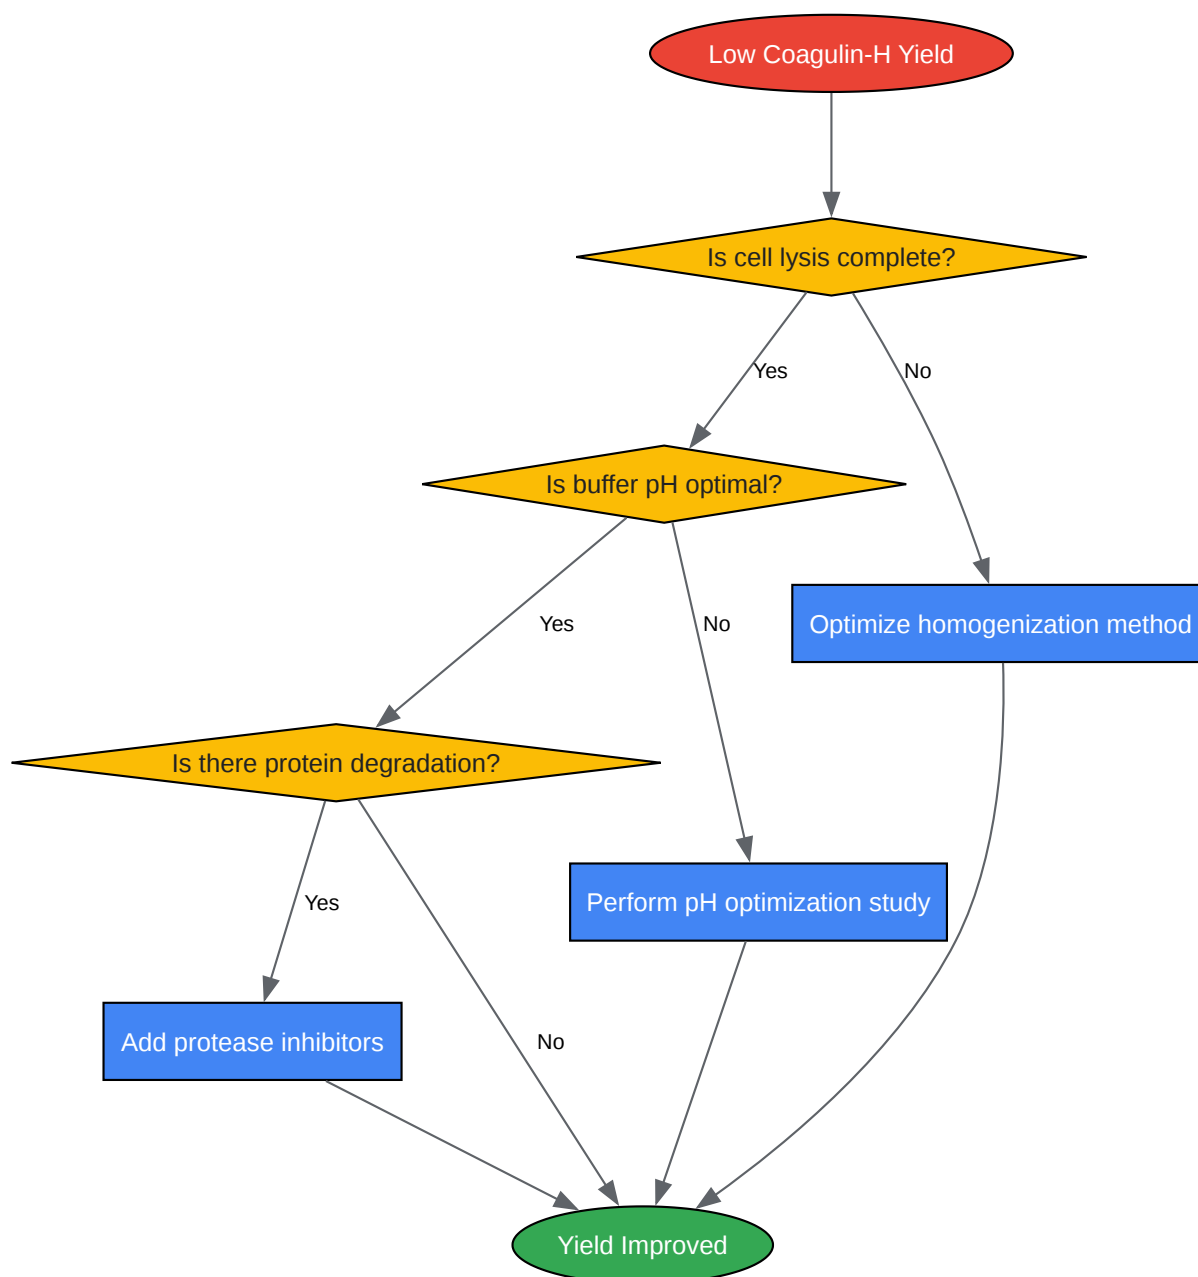 Low Coagulin-H Yield
Is cell lysis complete?
Yes
No
Is buffer pH optimal?
Yes
No
Optimize homogenization method
Is there protein degradation?
Yes
Perform pH optimization study
Add protease inhibitors
No
Yield Improved